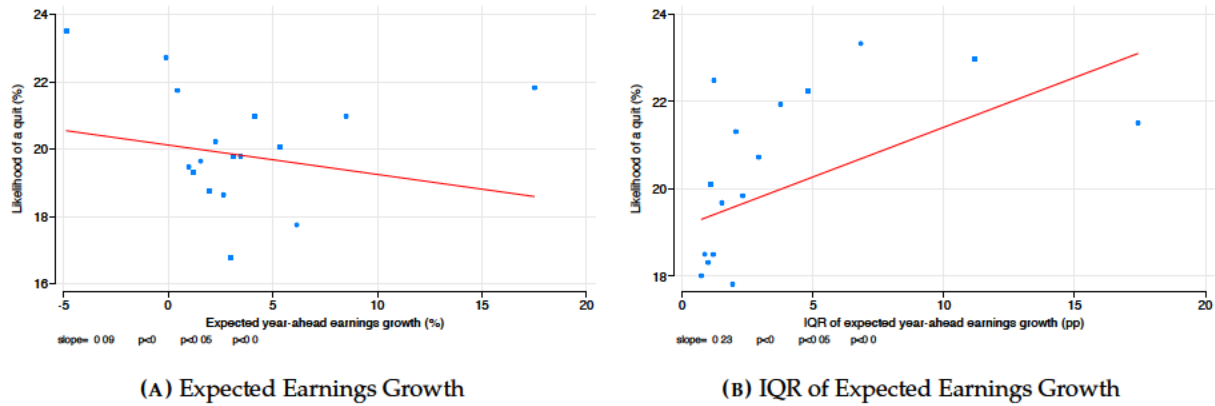 24
22
20
18
16
Likelihood of a quit (%)
-5
0
5
10
15
20
Expected year-ahead earnings growth (%)
slope= 0 09 p<0 p<0 05 p<0 0
(A) Expected Earnings Growth
24
22
20
18
Likelihood of a quit (%)
0
5
10
15
20
IQR of expected year-ahead earnings growth (pp)
slope= 0 23 p<0 p<0 05 p<0 0
(B) IQR of Expected Earnings Growth